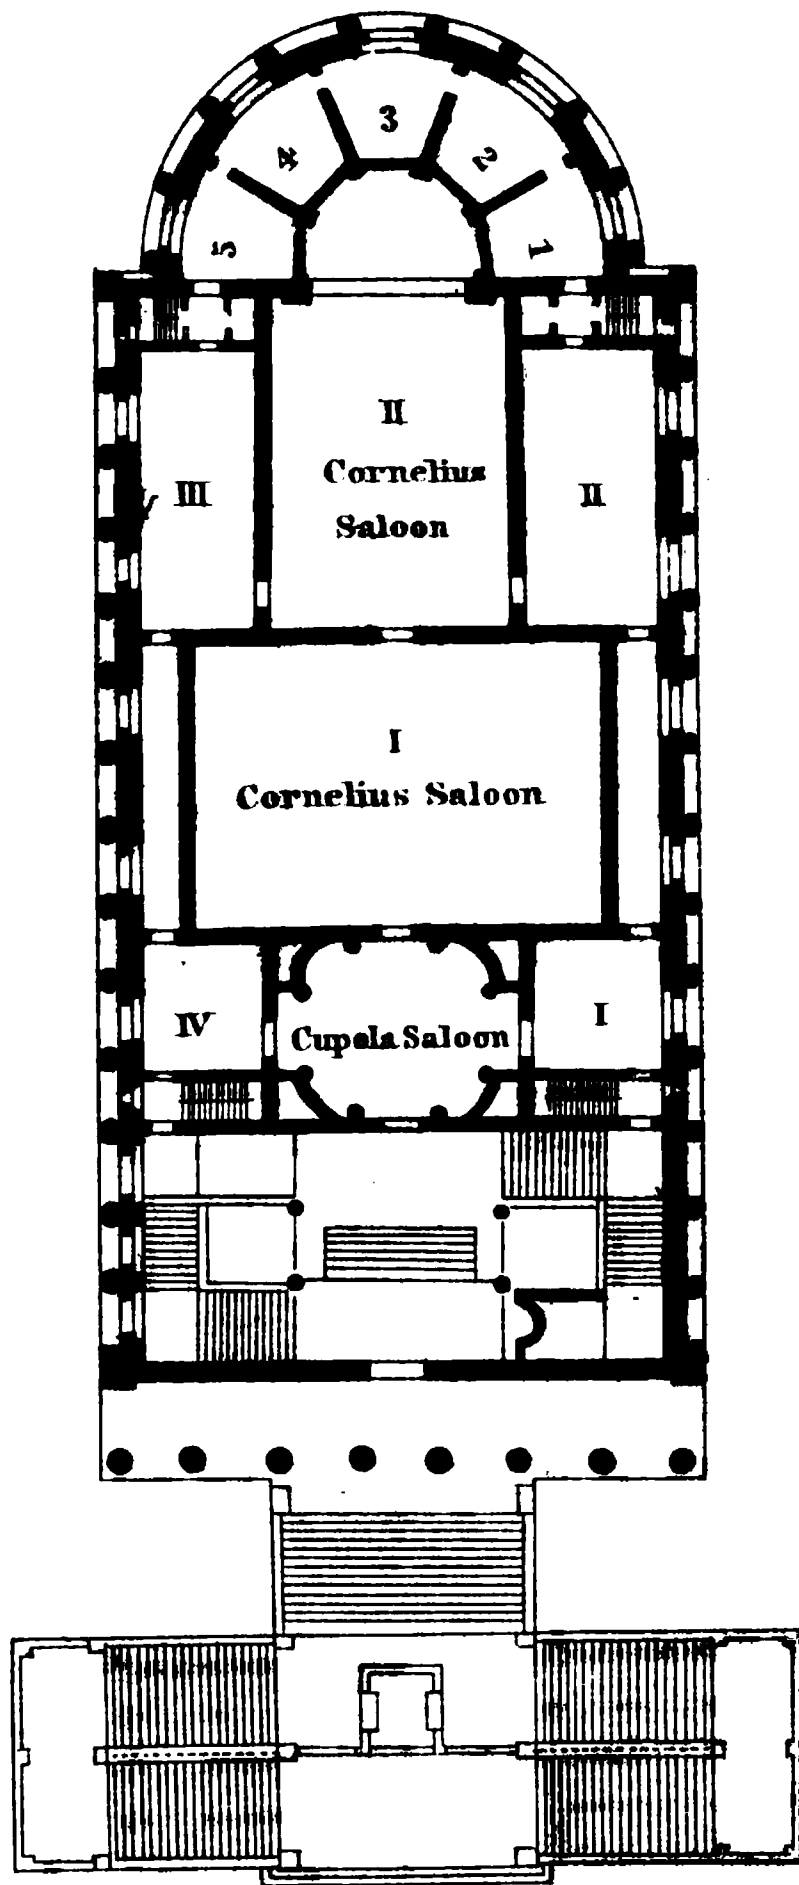 3
4
2
5
1
II
Cornelius
Saloon
III
II
I
Cornelius Saloon
IV
Cupola Saloon
I